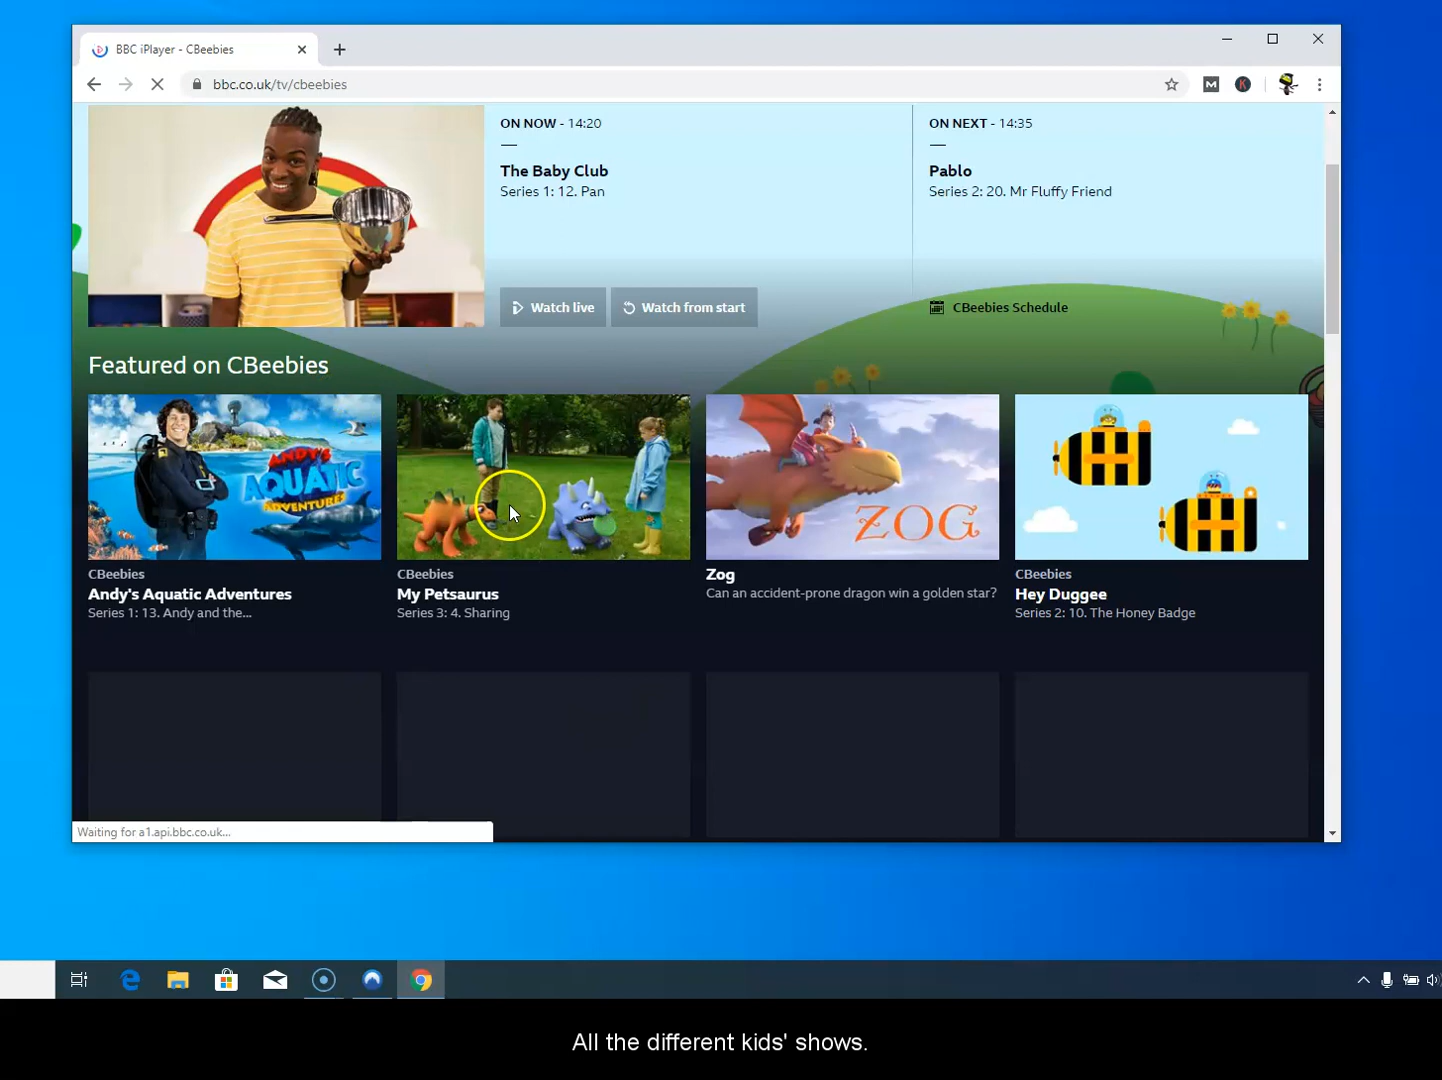 BBC iPlayer - CBeebies
bbc.co.uk/tv/cbeebies
M
K
ON NOW - 14:20
The Baby Club
Series 1: 12. Pan
Watch live
Watch from start
ON NEXT - 14:35
Pablo
Series 2: 20. Mr Fluffy Friend
CBeebies Schedule
Featured on CBeebies
ANDY'S
AQUATIC
ADVENTURES
CBeebies
Andy's Aquatic Adventures
Series 1: 13. Andy and the...
CBeebies
My Petsaurus
Series 3: 4. Sharing
ZOG
Zog
Can an accident-prone dragon win a golden star?
CBeebies
Hey Duggee
Series 2: 10. The Honey Badge
Waiting for a1.api.bbc.co.uk...
All the different kids' shows.